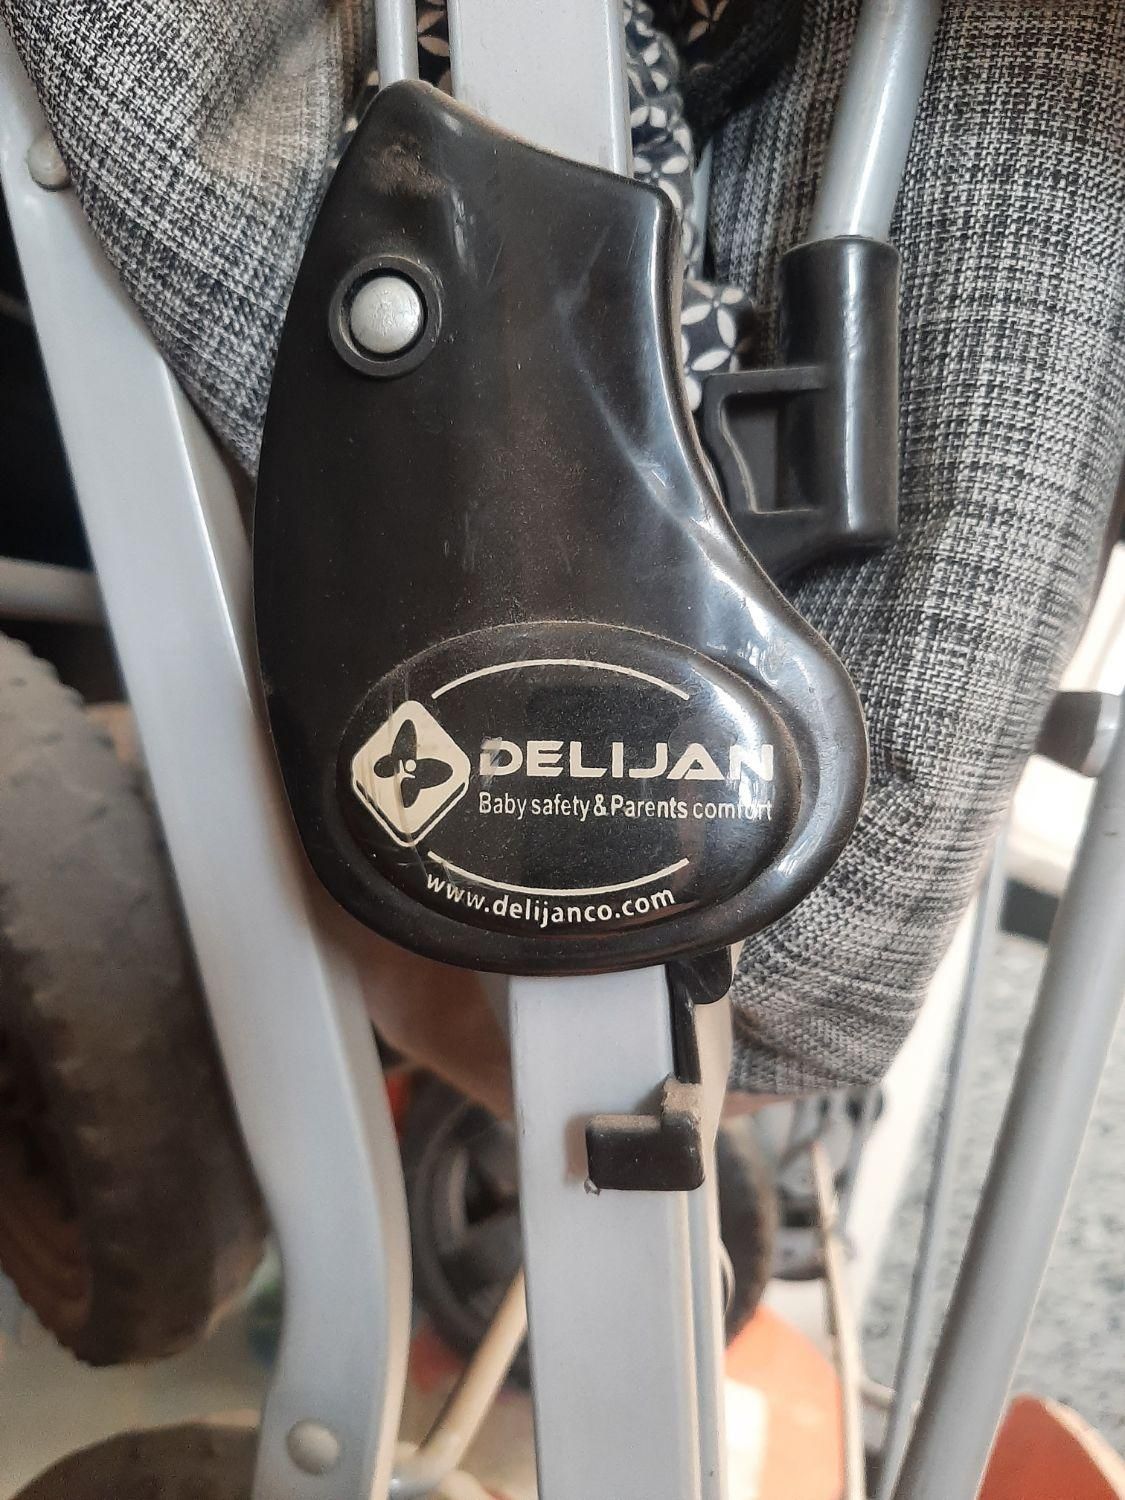 DELIJAN
Baby safety & Parents comfort
www.delijanco.com